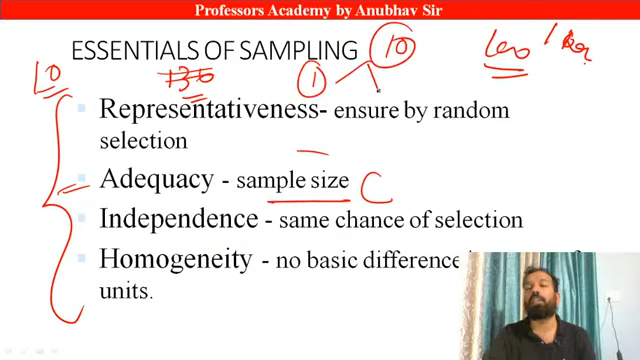 Professors Academy by Anubhav Sir
ESSENTIALS OF SAMPLING
10
10
1
Representativeness- ensure by random
selection
Adequacy - sample size
C
Independence - same chance of selection
Homogeneity - no basic difference
units.